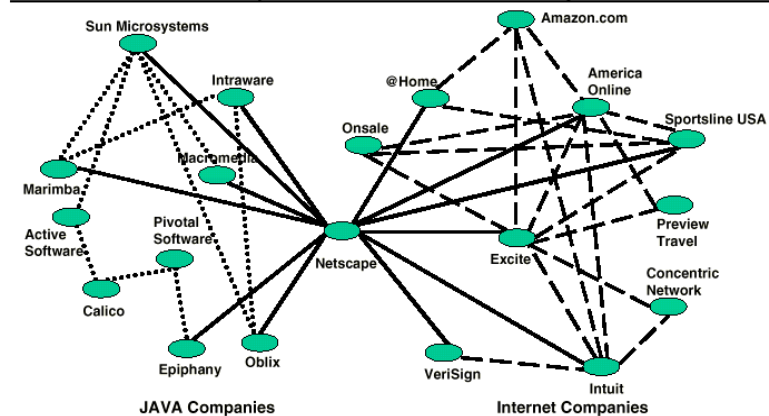 Sun Microsystems
Amazon.com
Intraware
@Home
America
Online
Onsale
Sportsline USA
Macromedia
Marimba
Active
Software
Pivotal
Software
Netscape
Excite
Preview
Travel
Calico
Concentric
Network
Epiphany
Oblix
VeriSign
Intuit
JAVA Companies
Internet Companies